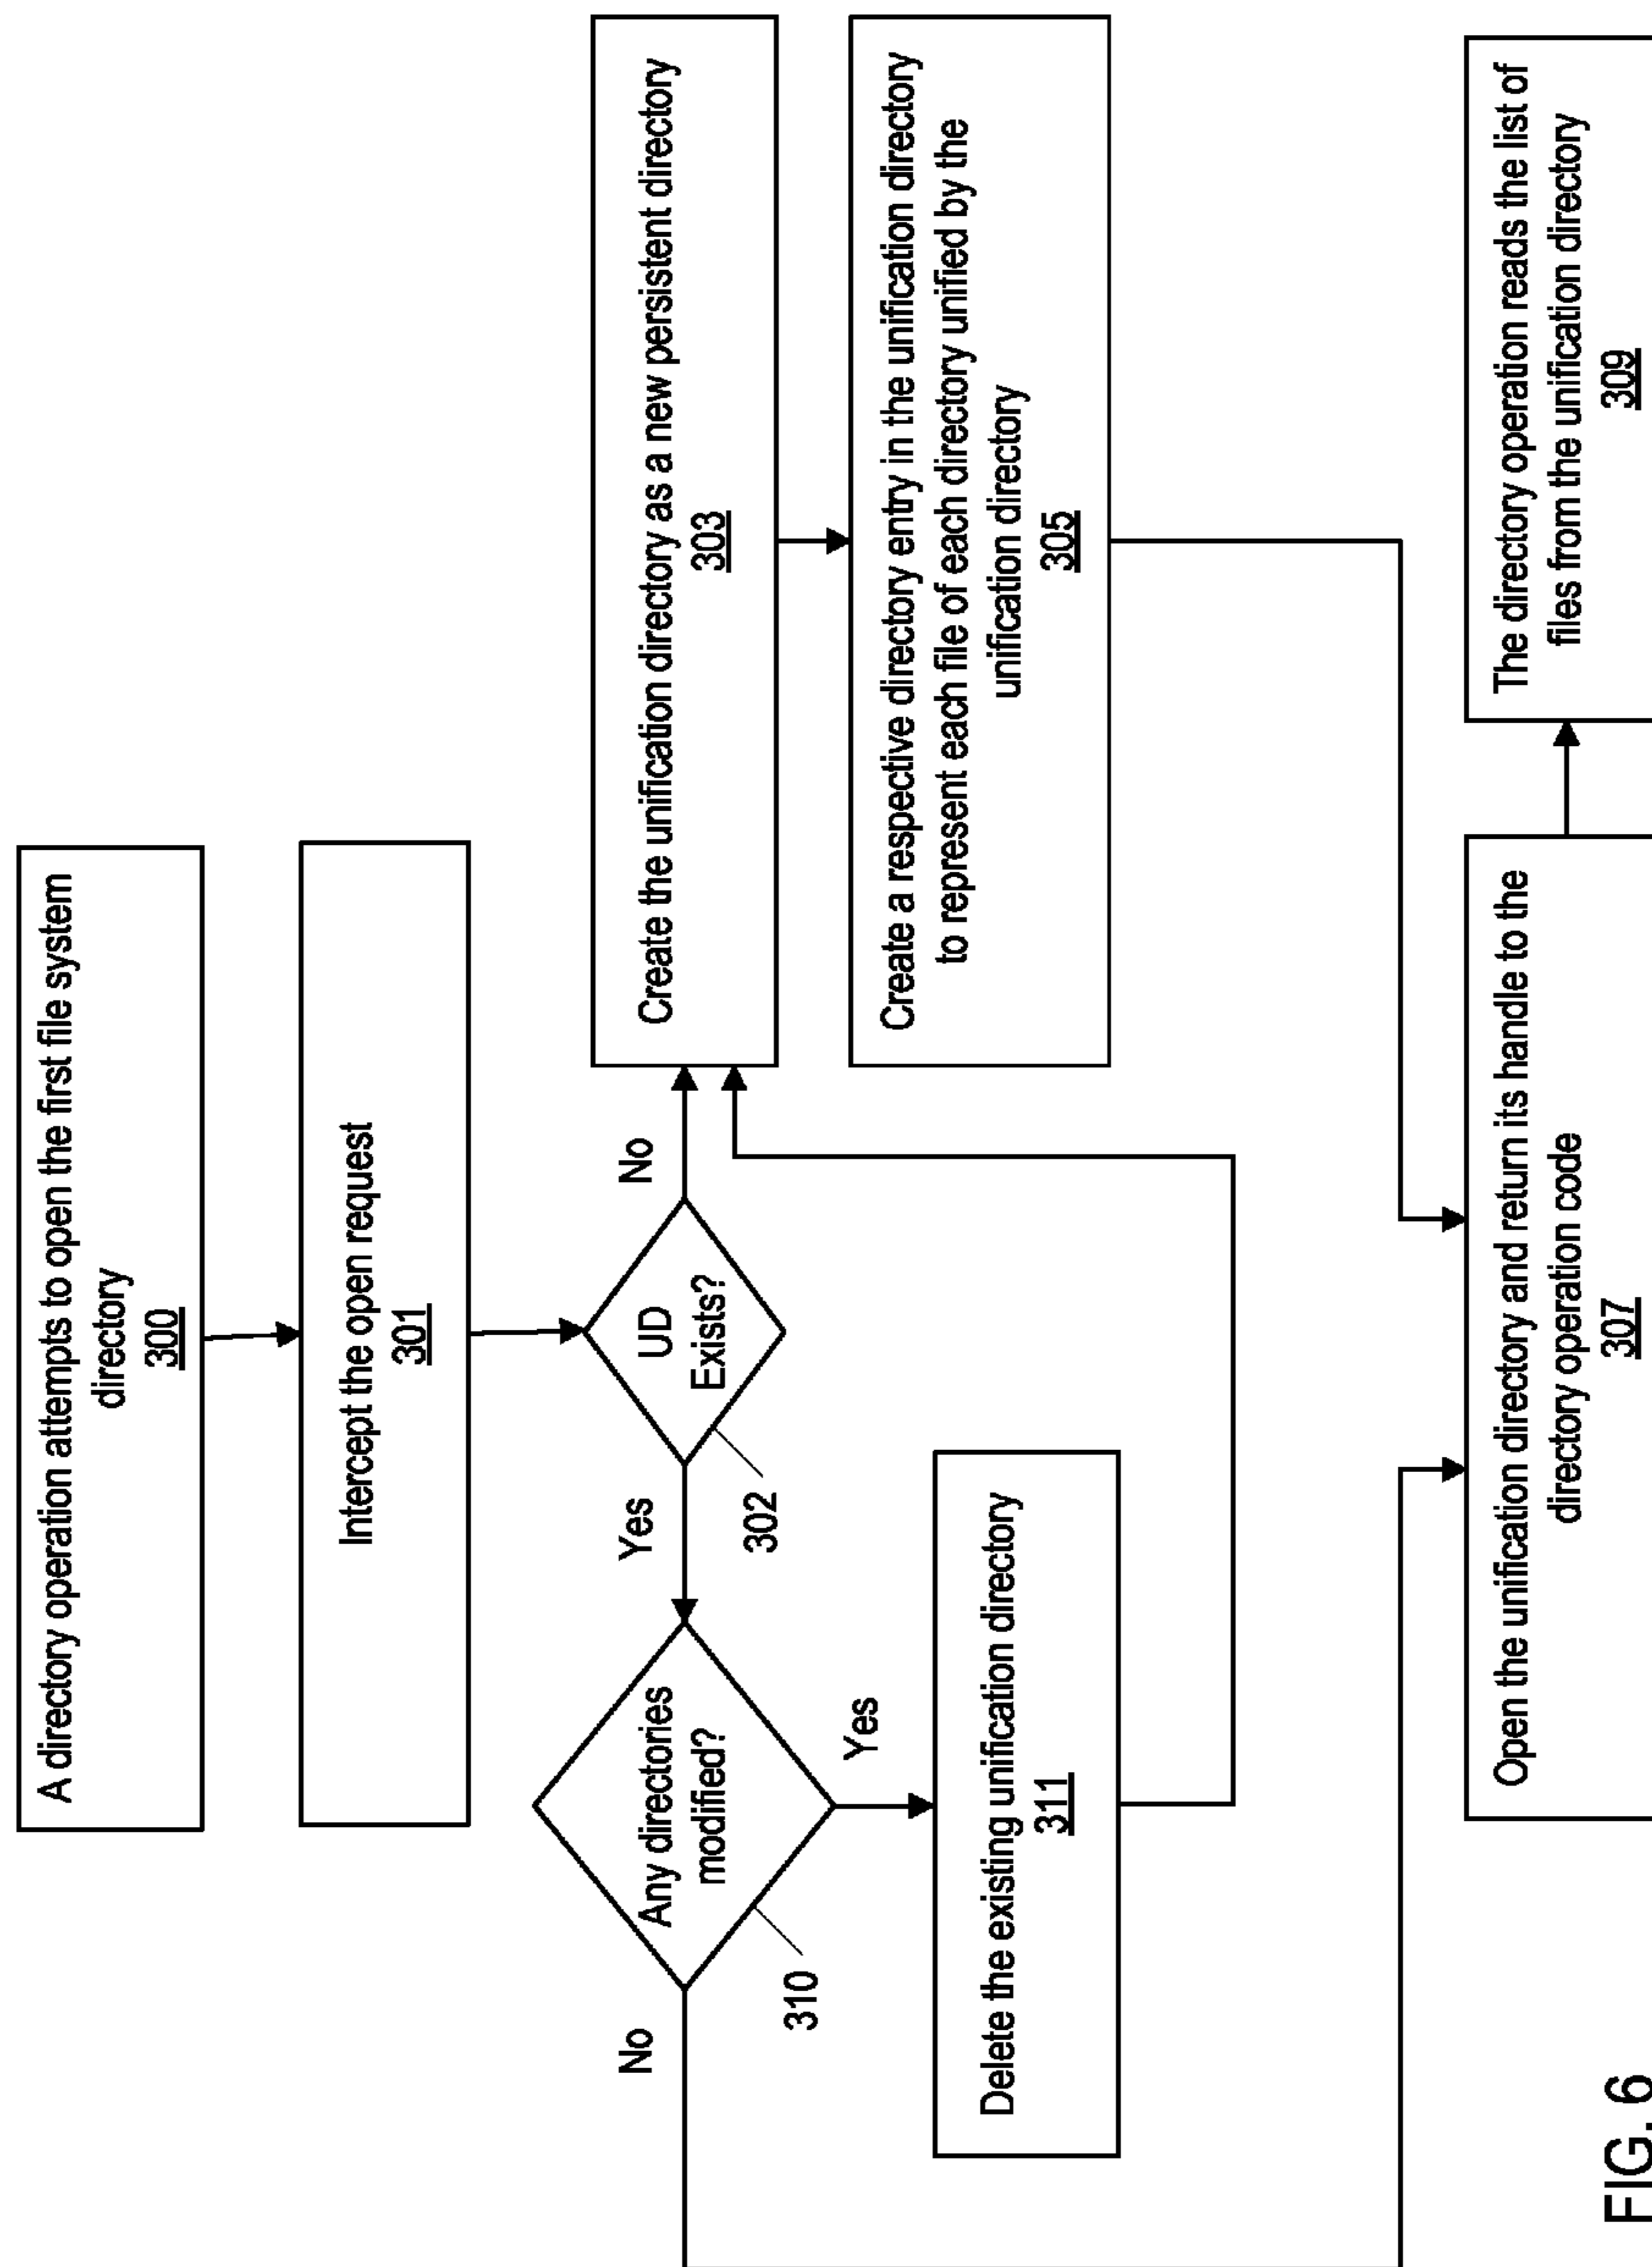 A directory operation attempts to open the first file system
directory
300
Intercept the open request
301
UD
Exists?
302
No
Yes
Create the unification directory as a new persistent directory
303
Create a respective directory entry in the unification directory
to represent each file of each directory unified by the
unification directory
305
Any directories
modified?
310
No
Yes
Delete the existing unification directory
311
Open the unification directory and return its handle to the
directory operation code
307
The directory operation reads the list of
files from the unification directory
309
FIG. 6